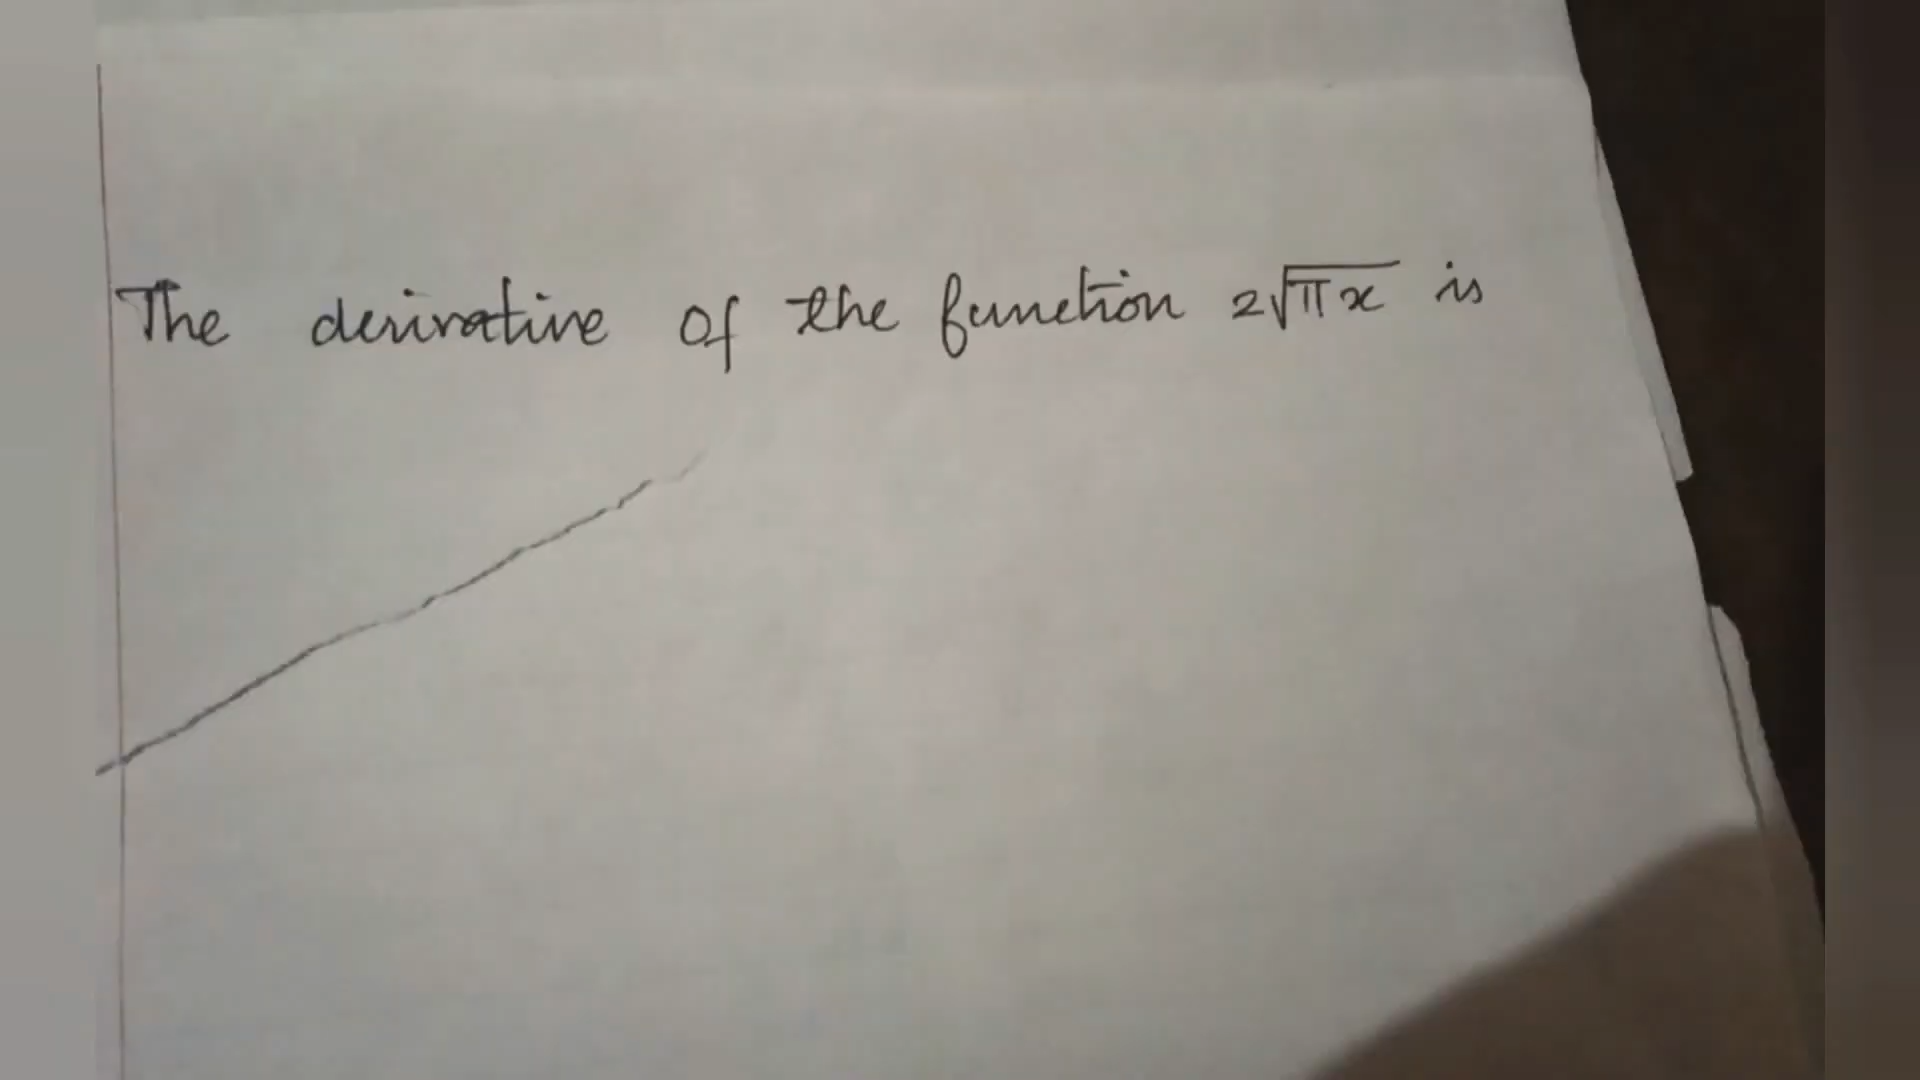 The derivative of the function 2√πx is